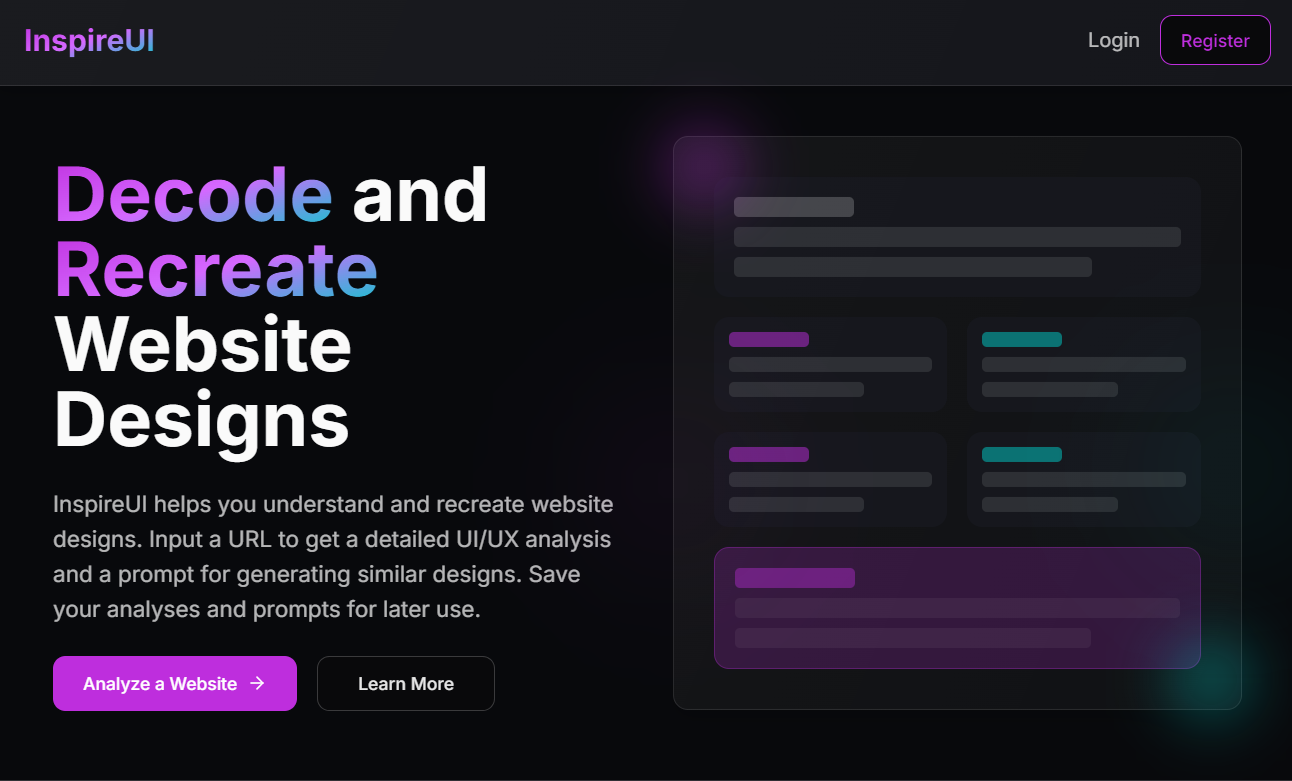 InspireUI
Login
Register
Decode and
Recreate
Website
Designs
InspireUI helps you understand and recreate website
designs. Input a URL to get a detailed UI/UX analysis
and a prompt for generating similar designs. Save
your analyses and prompts for later use.
Analyze a Website →
Learn More